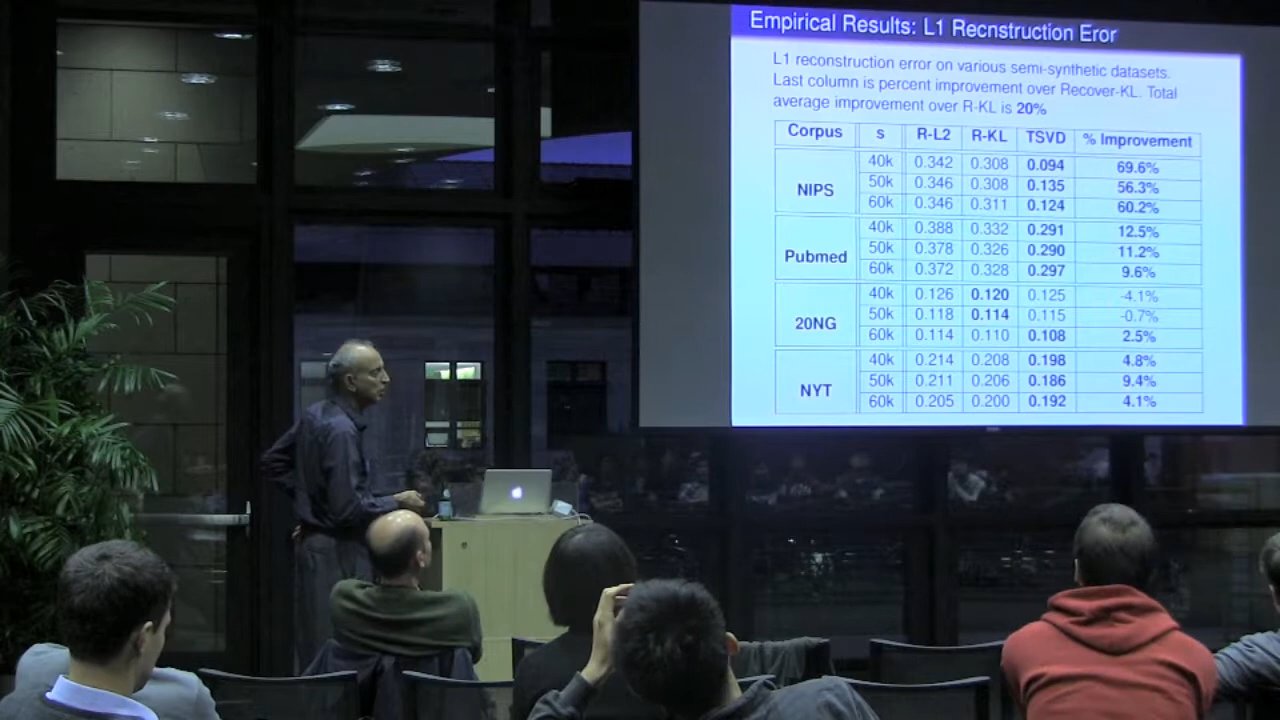 Empirical Results: L1 Recnstruction Eror
L1 reconstruction error on various semi-synthetic datasets.
Last column is percent improvement over Recover-KL. Total
average improvement over R-KL is 20%
Corpus s R-L2 R-KL TSVD % Improvement
NIPS
40k 0.342 0.308 0.094 69.6%
50k 0.346 0.308 0.135 56.3%
60k 0.346 0.311 0.124 60.2%
Pubmed
40k 0.388 0.332 0.291 12.5%
50k 0.378 0.326 0.290 11.2%
60k 0.372 0.328 0.297 9.6%
20NG
40k 0.126 0.120 0.125 -4.1%
50k 0.118 0.114 0.115 -0.7%
60k 0.114 0.110 0.108 2.5%
NYT
40k 0.214 0.208 0.198 4.8%
50k 0.211 0.206 0.186 9.4%
60k 0.205 0.200 0.192 4.1%